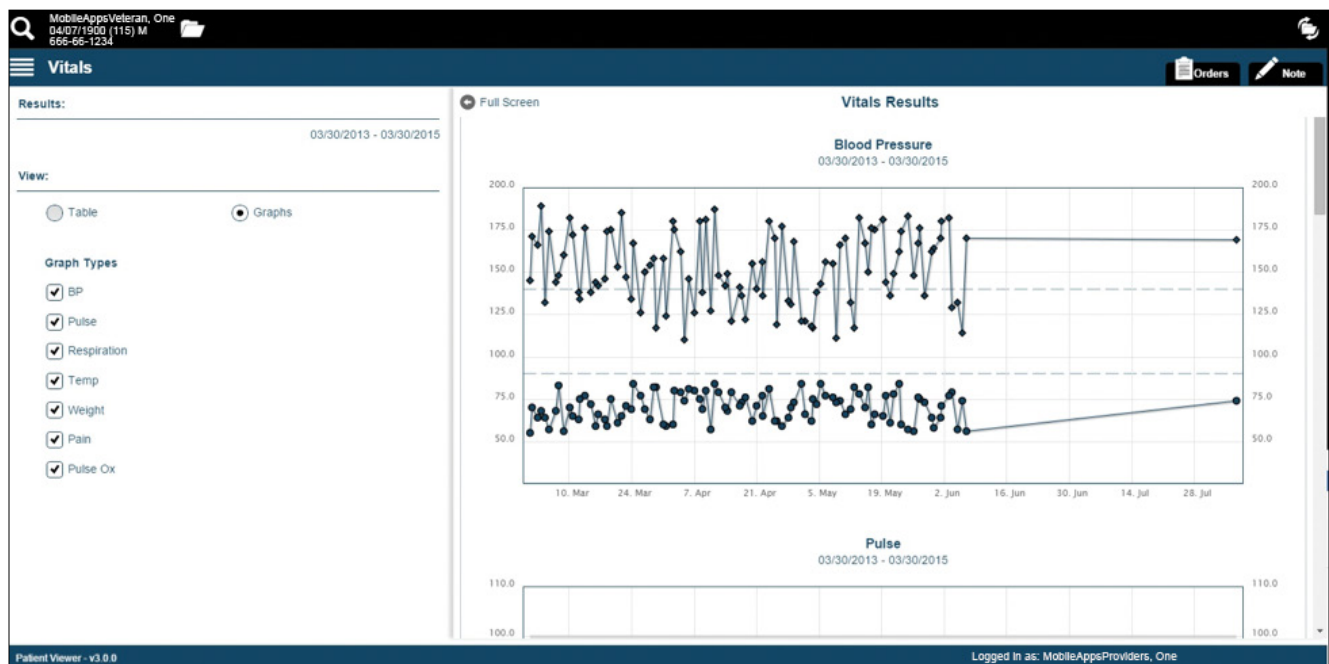 MobileAppsVeteran, One
04/07/1900 (115) M
666-66-1234
Vitals
Orders
Note
Results:
03/30/2013 - 03/30/2015
View:
Table
Graphs
Graph Types
BP
Pulse
Respiration
Temp
Weight
Pain
Pulse Ox
Full Screen
Vitals Results
Blood Pressure
03/30/2013 - 03/30/2015
200.0 200.0
175.0 175.0
150.0 150.0
125.0 125.0
100.0 100.0
75.0 75.0
50.0 50.0
10. Mar 24. Mar 7. Apr 21. Apr 5. May 19. May 2. Jun 16. Jun 30. Jun 14. Jul 28. Jul
Pulse
03/30/2013 - 03/30/2015
110.0 110.0
100.0 100.0
Patient Viewer - v3.0.0
Logged in as: MobileAppsProviders, One